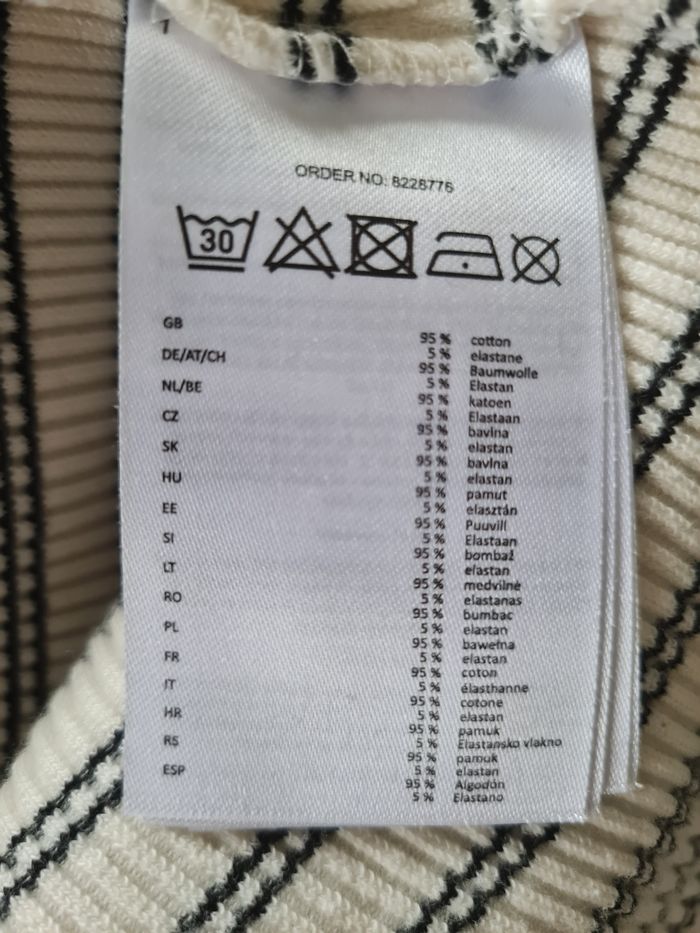 1
ORDER NO: 8228776
30
GB 95 % cotton
5 % elastane
DE/AT/CH 95 % Baumwolle
5 % Elastan
NL/BE 95 % katoen
5 % Elastaan
CZ 95 % bavlna
5 % elastan
SK 95 % bavlna
5 % elastan
HU 95 % pamut
5 % elasztán
EE 95 % Puuvill
5 % Elastaan
SI 95 % bombaž
5 % elastan
LT 95 % medvilnė
5 % elastanas
RO 95 % bumbac
5 % elastan
PL 95 % bawełna
5 % elastan
FR 95 % coton
5 % élasthanne
IT 95 % cotone
5 % elastan
HR 95 % pamuk
5 % Elastansko vlakno
RS 95 % pamuk
5 % elastan
ESP 95 % Algodón
5 % Elastano